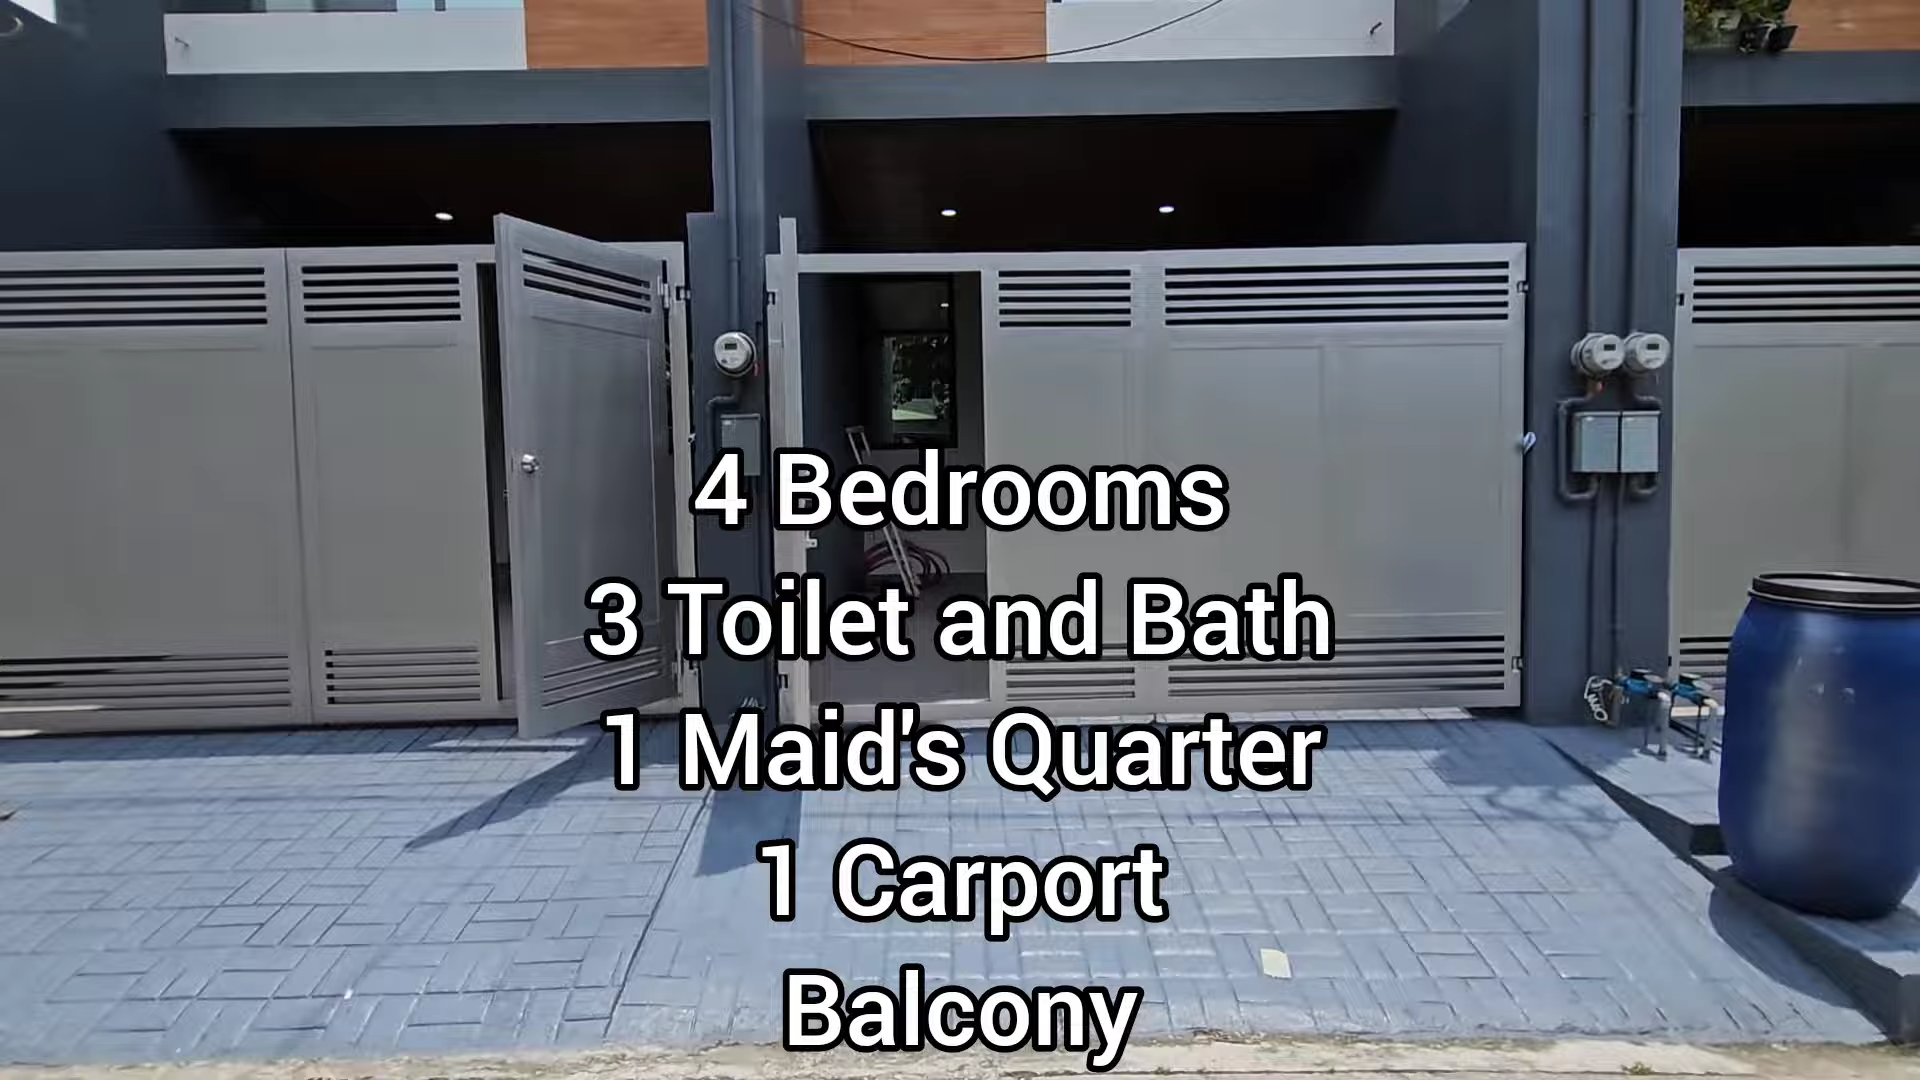 4 Bedrooms
3 Toilet and Bath
1 Maid's Quarter
1 Carport
Balcony